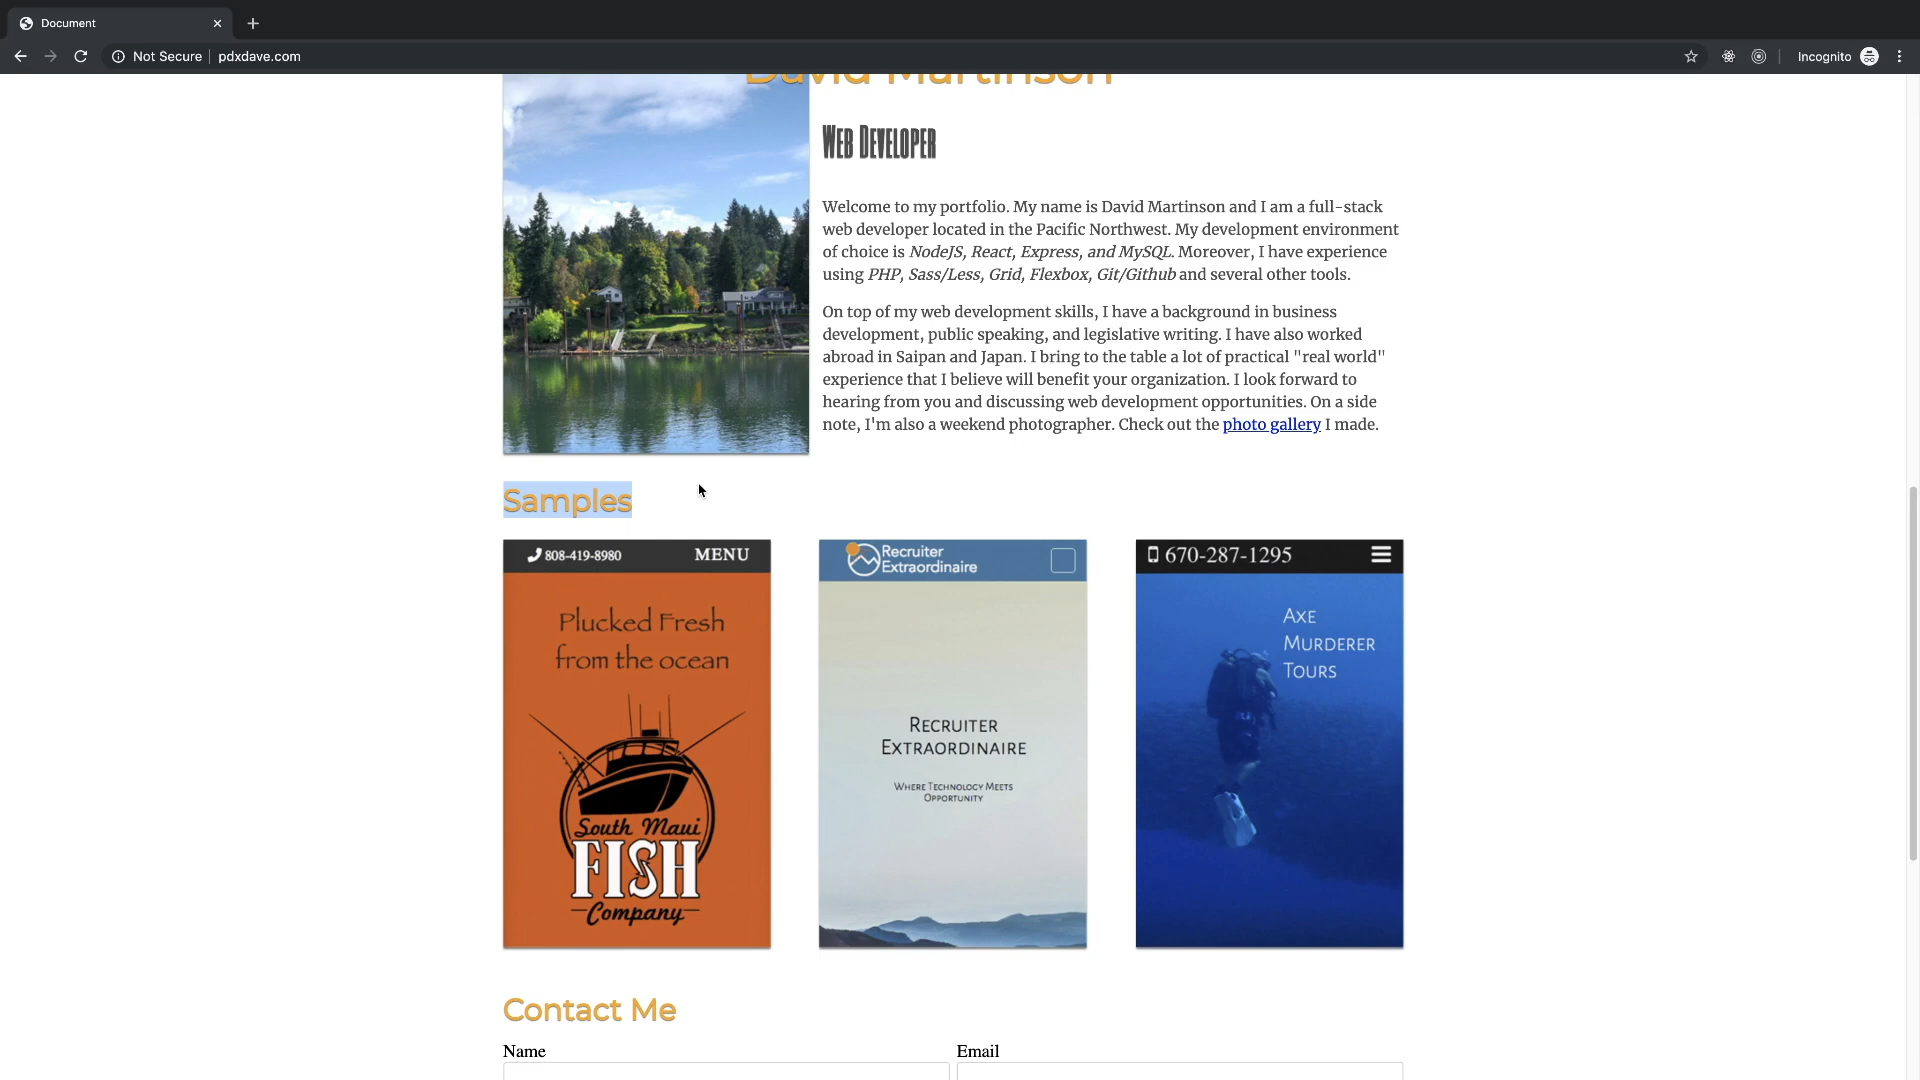 Document
Not Secure pdxdave.com
Incognito
David Martinson
Web Developer
Welcome to my portfolio. My name is David Martinson and I am a full-stack
web developer located in the Pacific Northwest. My development environment
of choice is NodeJS, React, Express, and MySQL. Moreover, I have experience
using PHP, Sass/Less, Grid, Flexbox, Git/Github and several other tools.
On top of my web development skills, I have a background in business
development, public speaking, and legislative writing. I have also worked
abroad in Saipan and Japan. I bring to the table a lot of practical "real world"
experience that I believe will benefit your organization. I look forward to
hearing from you and discussing web development opportunities. On a side
note, I'm also a weekend photographer. Check out the photo gallery I made.
Samples
808-419-8980 MENU
Plucked Fresh
from the ocean
South Maui
FISH
Company
Recruiter
Extraordinaire
Recruiter
Extraordinaire
Where Technology Meets
Opportunity
670-287-1295
Axe
Murderer
Tours
Contact Me
Name Email